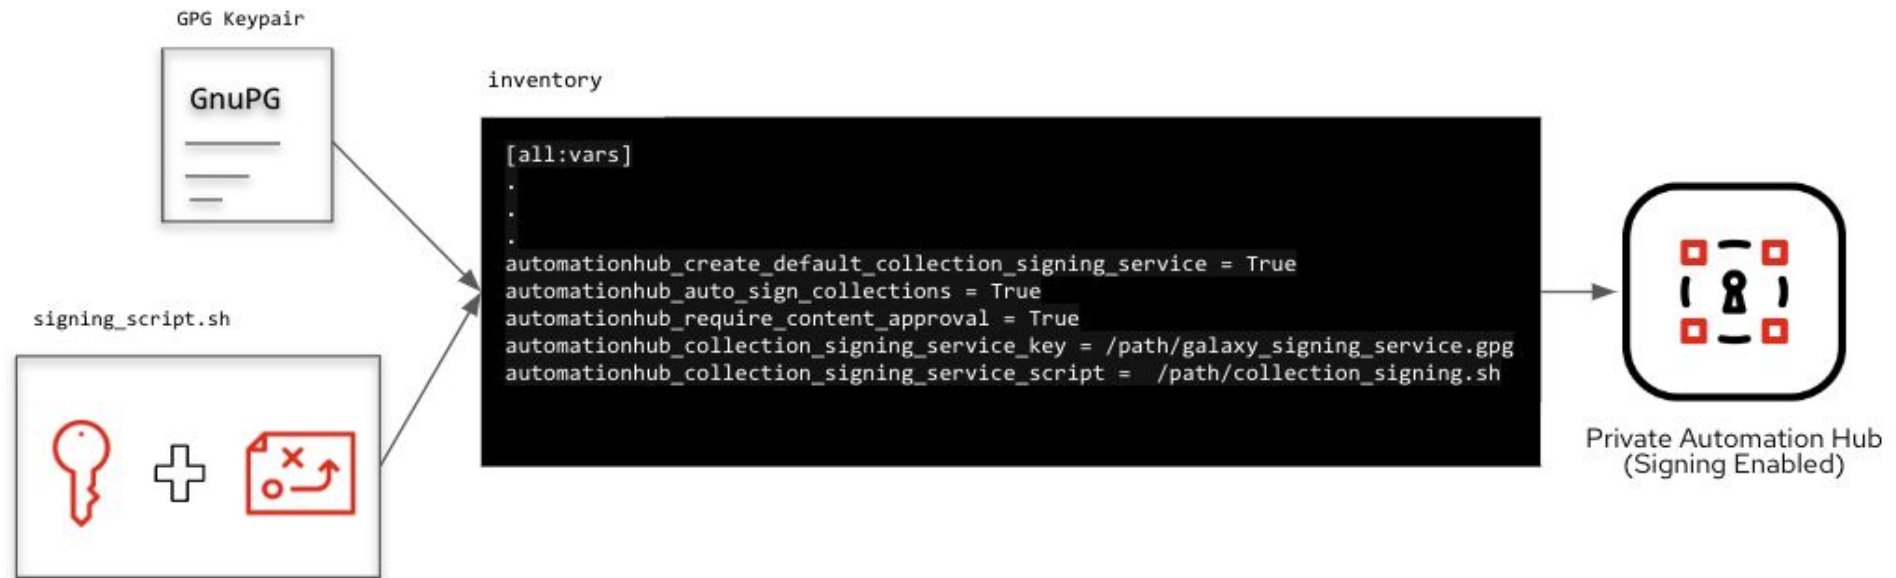 GPG Keypair
GnuPG
signing_script.sh
inventory
[all:vars]
.
.
.
automationhub_create_default_collection_signing_service = True
automationhub_auto_sign_collections = True
automationhub_require_content_approval = True
automationhub_collection_signing_service_key = /path/galaxy_signing_service.gpg
automationhub_collection_signing_service_script =  /path/collection_signing.sh
Private Automation Hub
(Signing Enabled)